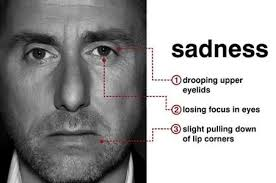 sadness
1 drooping upper
eyelids
2 losing focus in eyes
3 slight pulling down
of lip corners